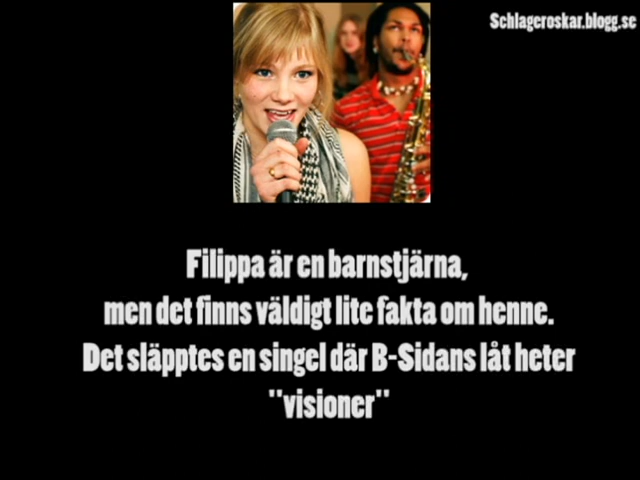 Schlageroskar.blogg.se
Filippa är en barnstjärna,
men det finns väldigt lite fakta om henne.
Det släpptes en singel där B-Sidans låt heter
"visioner"